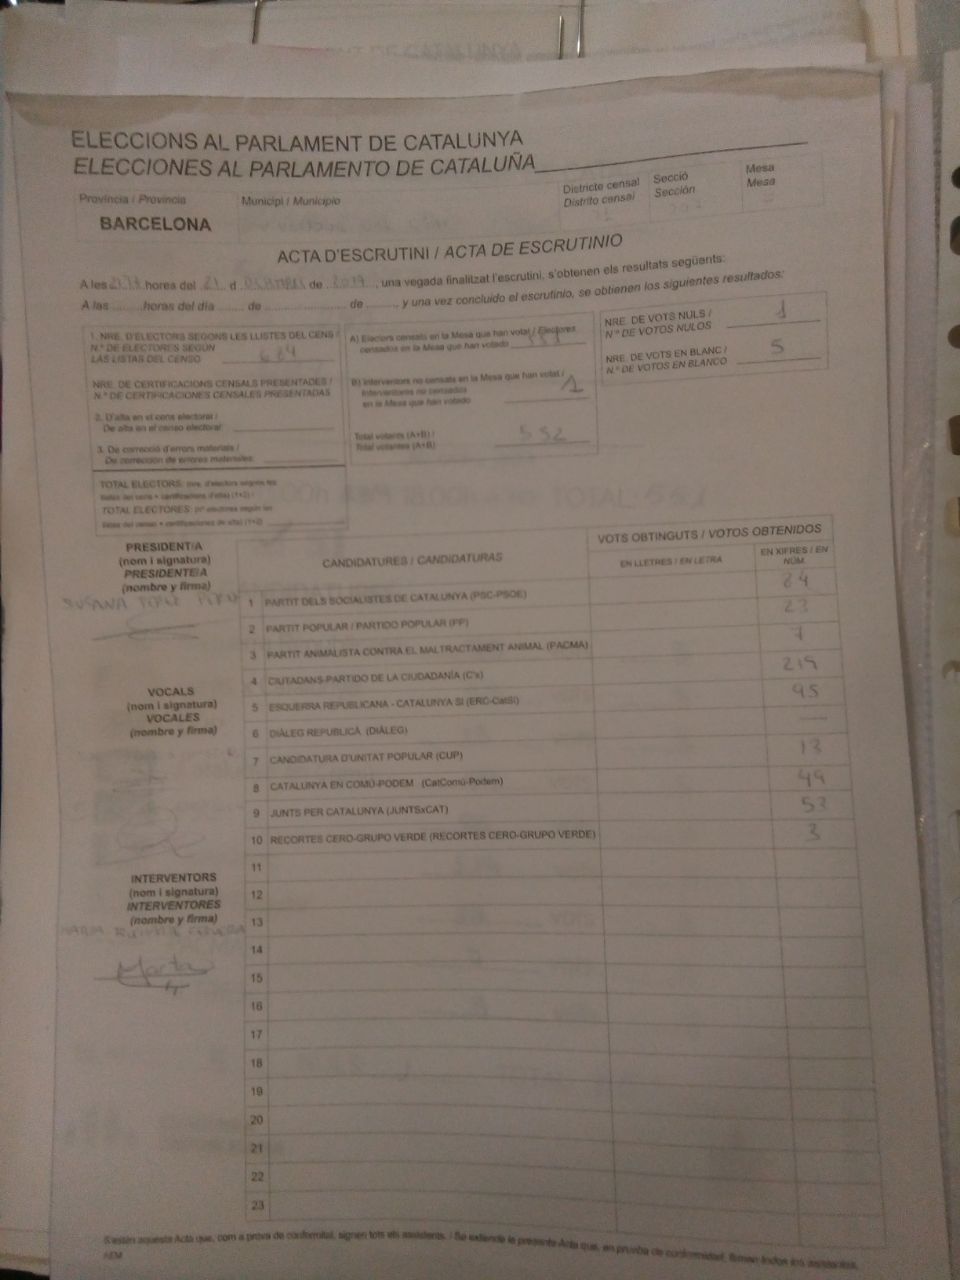 ELECCIONS AL PARLAMENT DE CATALUNYA
ELECCIONES AL PARLAMENTO DE CATALUÑA
Província / Provincia
Municipi / Municipio
Districte censal
Distrito censal
Secció
Sección
Mesa
Mesa
BARCELONA
ACTA D'ESCRUTINI / ACTA DE ESCRUTINIO
A les hores del 21 d de 2017, una vegada finalitzat l'escrutini, s'obtenen els resultats següents:
A las horas del día de de , y una vez concluido el escrutinio, se obtienen los siguientes resultados:
1. NRE. D'ELECTORS SEGONS LES LLISTES DEL CENS /
N.º DE ELECTORES SEGÚN
LAS LISTAS DEL CENSO 684
NRE. DE CERTIFICACIONS CENSALS PRESENTADES /
N.º DE CERTIFICACIONES CENSALES PRESENTADAS
2. D'alta en el cens electoral /
De alta en el censo electoral
3. De correcció d'errors materials /
De corrección de errores materiales
TOTAL ELECTORS: (nre. d'electors segons les
llistes del cens + certificacions d'alta) (1+2) /
TOTAL ELECTORES: (nº electores según las
listas del censo + certificaciones de alta) (1+2)
A) Electors censats en la Mesa que han votat / Electores
censados en la Mesa que han votado 551
B) Interventors no censats en la Mesa que han votat /
Interventores no censados
en la Mesa que han votado 1
Total votants (A+B) /
Total votantes (A+B) 552
NRE. DE VOTS NULS /
N.º DE VOTOS NULOS 1
NRE. DE VOTS EN BLANC /
N.º DE VOTOS EN BLANCO 5
PRESIDENT/A
(nom i signatura)
PRESIDENTE/A
(nombre y firma)
SUSANA
VOCALS
(nom i signatura)
VOCALES
(nombre y firma)
INTERVENTORS
(nom i signatura)
INTERVENTORES
(nombre y firma)
MARTA
Marta
CANDIDATURES / CANDIDATURAS
VOTS OBTINGUTS / VOTOS OBTENIDOS
EN LLETRES / EN LETRA
EN XIFRES / EN NÚM.
1 PARTIT DELS SOCIALISTES DE CATALUNYA (PSC-PSOE) 84
2 PARTIT POPULAR / PARTIDO POPULAR (PP) 23
3 PARTIT ANIMALISTA CONTRA EL MALTRACTAMENT ANIMAL (PACMA) 7
4 CIUTADANS-PARTIDO DE LA CIUDADANÍA (C's) 219
5 ESQUERRA REPUBLICANA - CATALUNYA SÍ (ERC-CatSí) 95
6 DIÀLEG REPUBLICÀ (DIÀLEG) —
7 CANDIDATURA D'UNITAT POPULAR (CUP) 13
8 CATALUNYA EN COMÚ-PODEM (CatComú-Podem) 49
9 JUNTS PER CATALUNYA (JUNTSxCAT) 53
10 RECORTES CERO-GRUPO VERDE (RECORTES CERO-GRUPO VERDE) 3
11
12
13
14
15
16
17
18
19
20
21
22
23
S'estén aquesta Acta que, com a prova de conformitat, signen tots els assistents. / Se extiende la presente Acta que, en prueba de conformidad, firman todos los asistentes.